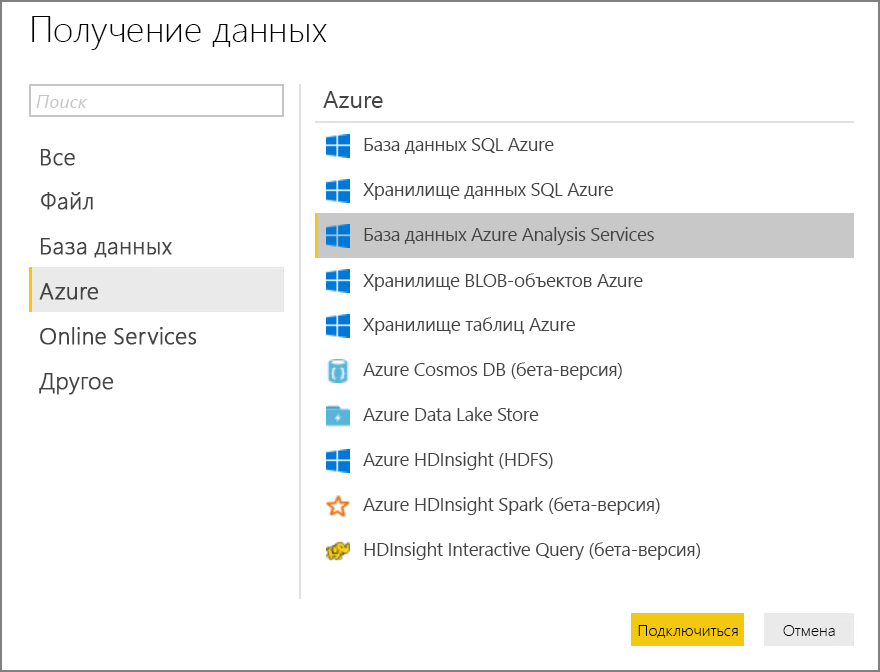 Получение данных
Поиск
Все
Файл
База данных
Azure
Online Services
Другое
Azure
База данных SQL Azure
Хранилище данных SQL Azure
База данных Azure Analysis Services
Хранилище BLOB-объектов Azure
Хранилище таблиц Azure
Azure Cosmos DB (бета-версия)
Azure Data Lake Store
Azure HDInsight (HDFS)
Azure HDInsight Spark (бета-версия)
HDInsight Interactive Query (бета-версия)
Подключиться
Отмена